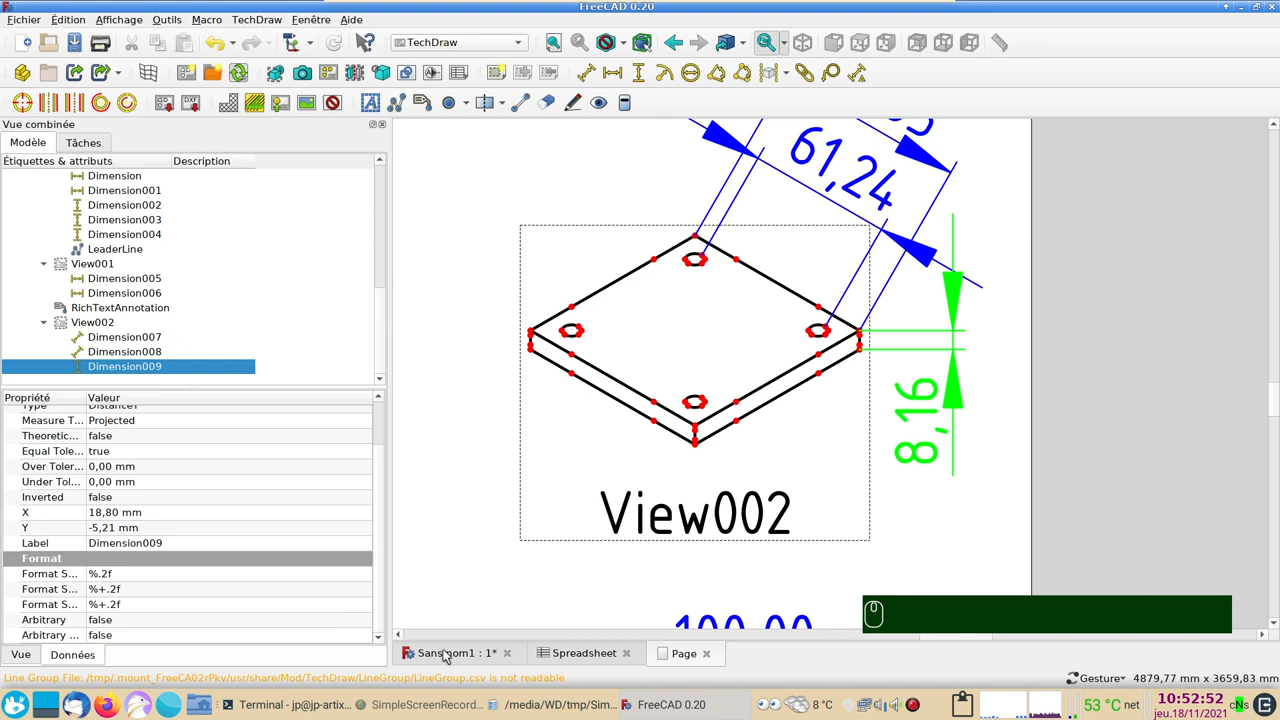 FreeCAD 0.20
Fichier Édition Affichage Outils Macro TechDraw Fenêtre Aide
TechDraw
Vue combinée
Modèle Tâches
Étiquettes & attributs Description
Dimension
Dimension001
Dimension002
Dimension003
Dimension004
LeaderLine
View001
Dimension005
Dimension006
RichTextAnnotation
View002
Dimension007
Dimension008
Dimension009
Propriété Valeur
Type Distance
Measure T... Projected
Theoretic... false
Equal Tole... true
Over Toler... 0,00 mm
Under Tol... 0,00 mm
Inverted false
X 18,80 mm
Y -5,21 mm
Label Dimension009
Format
Format S... %.2f
Format S... %+.2f
Format S... %+.2f
Arbitrary false
Arbitrary ... false
Vue Données
61,24
8,16
View002
100,00
Sans nom1 : 1* Spreadsheet Page
Line Group File: /tmp/.mount_FreeCA02rPkv/usr/share/Mod/TechDraw/LineGroup/LineGroup.csv is not readable
Gesture 4879,77 mm x 3659,83 mm
Terminal - jp@jp-artix... SimpleScreenRecord... /media/WD/tmp/Sim... FreeCAD 0.20
8 °C
53 °C net
10:52:52
jeu.18/11/2021